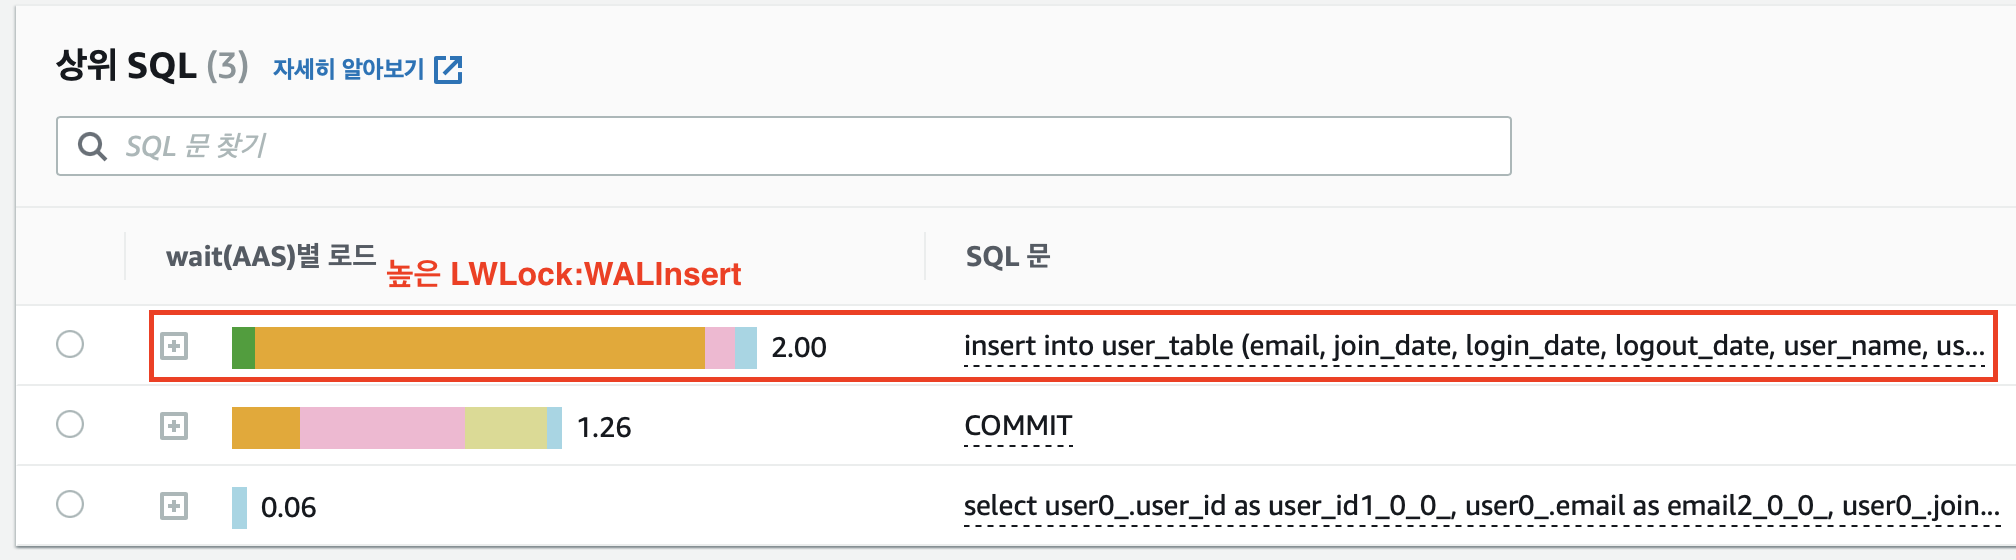 상위 SQL (3) 자세히 알아보기
SQL 문 찾기
wait(AAS)별 로드 높은 LWLock:WALInsert SQL 문
2.00 insert into user_table (email, join_date, login_date, logout_date, user_name, us...
1.26 COMMIT
0.06 select user0_.user_id as user_id1_0_0_, user0_.email as email2_0_0_, user0_.join...